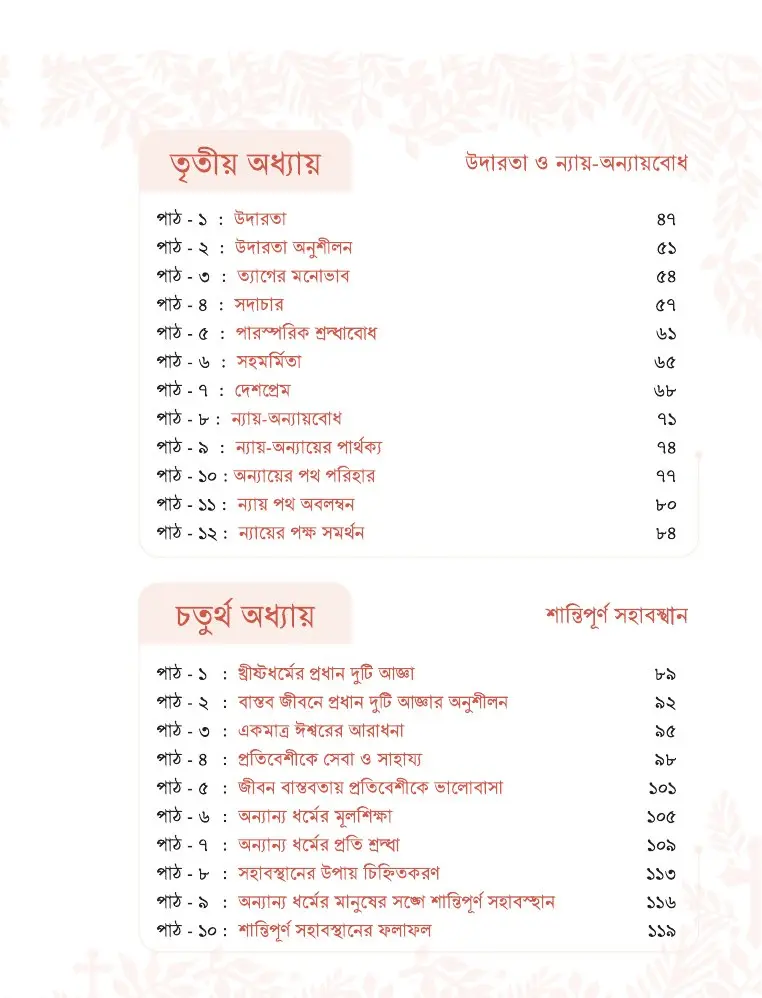 তৃতীয় অধ্যায় উদারতা ও ন্যায়-অন্যায়বোধ
পাঠ - ১ : উদারতা ৪৭
পাঠ - ২ : উদারতা অনুশীলন ৫১
পাঠ - ৩ : ত্যাগের মনোভাব ৫৪
পাঠ - ৪ : সদাচার ৫৭
পাঠ - ৫ : পারস্পরিক শ্রদ্ধাবোধ ৬১
পাঠ - ৬ : সহমর্মিতা ৬৫
পাঠ - ৭ : দেশপ্রেম ৬৮
পাঠ - ৮ : ন্যায়-অন্যায়বোধ ৭১
পাঠ - ৯ : ন্যায়-অন্যায়ের পার্থক্য ৭৪
পাঠ - ১০ : অন্যায়ের পথ পরিহার ৭৭
পাঠ - ১১ : ন্যায় পথ অবলম্বন ৮০
পাঠ - ১২ : ন্যায়ের পক্ষ সমর্থন ৮৪
চতুর্থ অধ্যায় শান্তিপূর্ণ সহাবস্থান
পাঠ - ১ : খ্রীষ্টধর্মের প্রধান দুটি আজ্ঞা ৮৯
পাঠ - ২ : বাস্তব জীবনে প্রধান দুটি আজ্ঞার অনুশীলন ৯২
পাঠ - ৩ : একমাত্র ঈশ্বরের আরাধনা ৯৫
পাঠ - ৪ : প্রতিবেশীকে সেবা ও সাহায্য ৯৮
পাঠ - ৫ : জীবন বাস্তবতায় প্রতিবেশীকে ভালোবাসা ১০১
পাঠ - ৬ : অন্যান্য ধর্মের মূলশিক্ষা ১০৫
পাঠ - ৭ : অন্যান্য ধর্মের প্রতি শ্রদ্ধা ১০৯
পাঠ - ৮ : সহাবস্থানের উপায় চিহ্নিতকরণ ১১৩
পাঠ - ৯ : অন্যান্য ধর্মের মানুষের সঙ্গে শান্তিপূর্ণ সহাবস্হান ১১৬
পাঠ - ১০ : শান্তিপূর্ণ সহাবস্থানের ফলাফল ১১৯